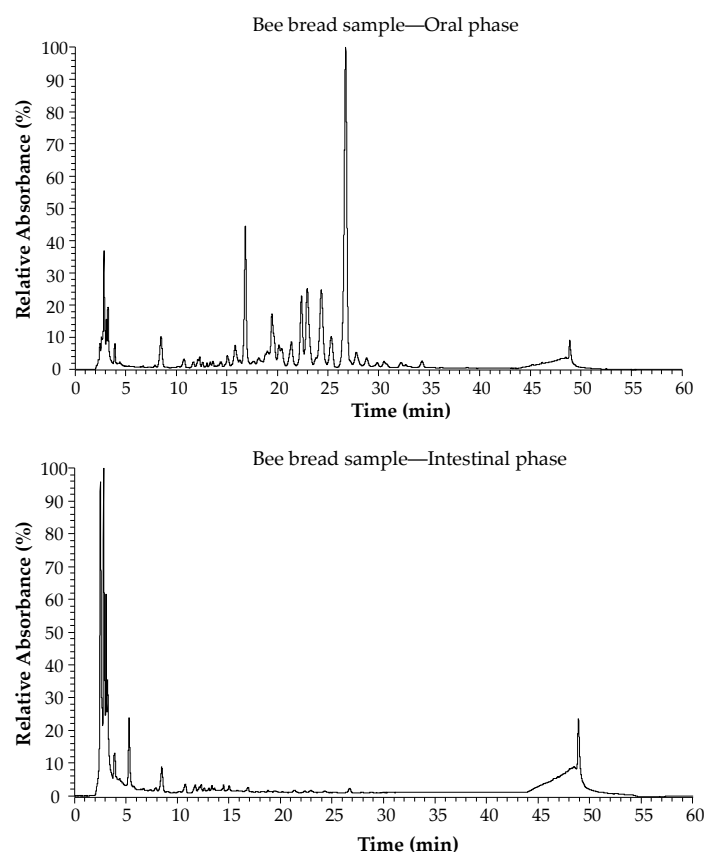 Bee bread sample—Oral phase
Relative Absorbance (%)
100
90
80
70
60
50
40
30
20
10
0
0 5 10 15 20 25 30 35 40 45 50 55 60
Time (min)
Bee bread sample—Intestinal phase
Relative Absorbance (%)
100
90
80
70
60
50
40
30
20
10
0
0 5 10 15 20 25 30 35 40 45 50 55 60
Time (min)